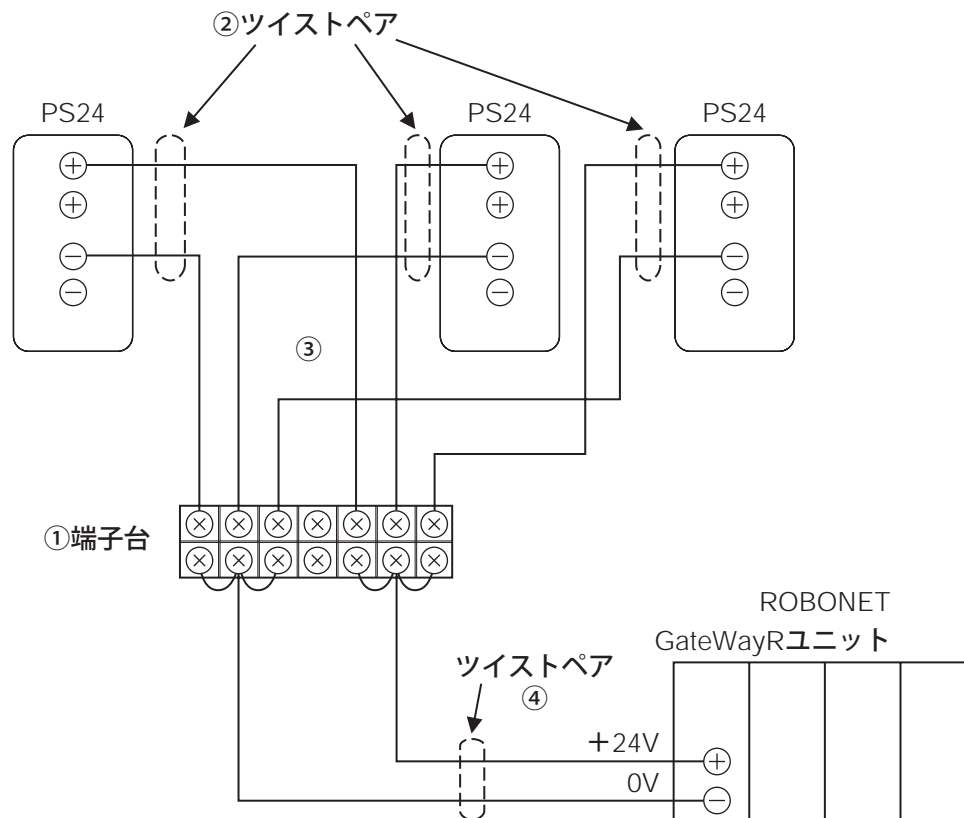 ②ツイストペア
PS24
PS24
PS24
③
①端子台
ROBONET
GateWayRユニット
ツイストペア
④
+24V
0V